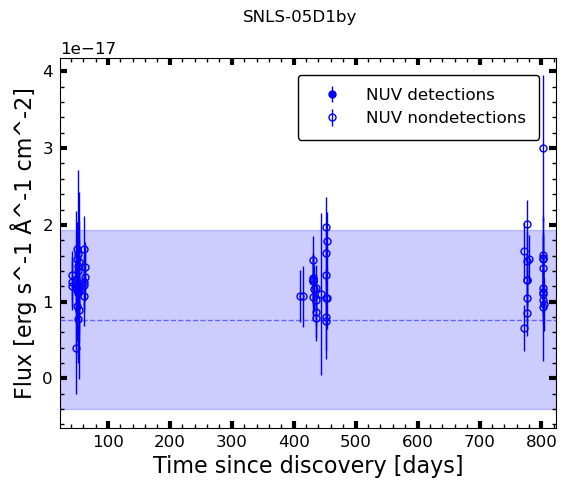 SNLS-05D1by
1e−17
NUV detections
NUV nondetections
4
3
2
1
0
Flux [erg s^-1 Å^-1 cm^-2]
100 200 300 400 500 600 700 800
Time since discovery [days]